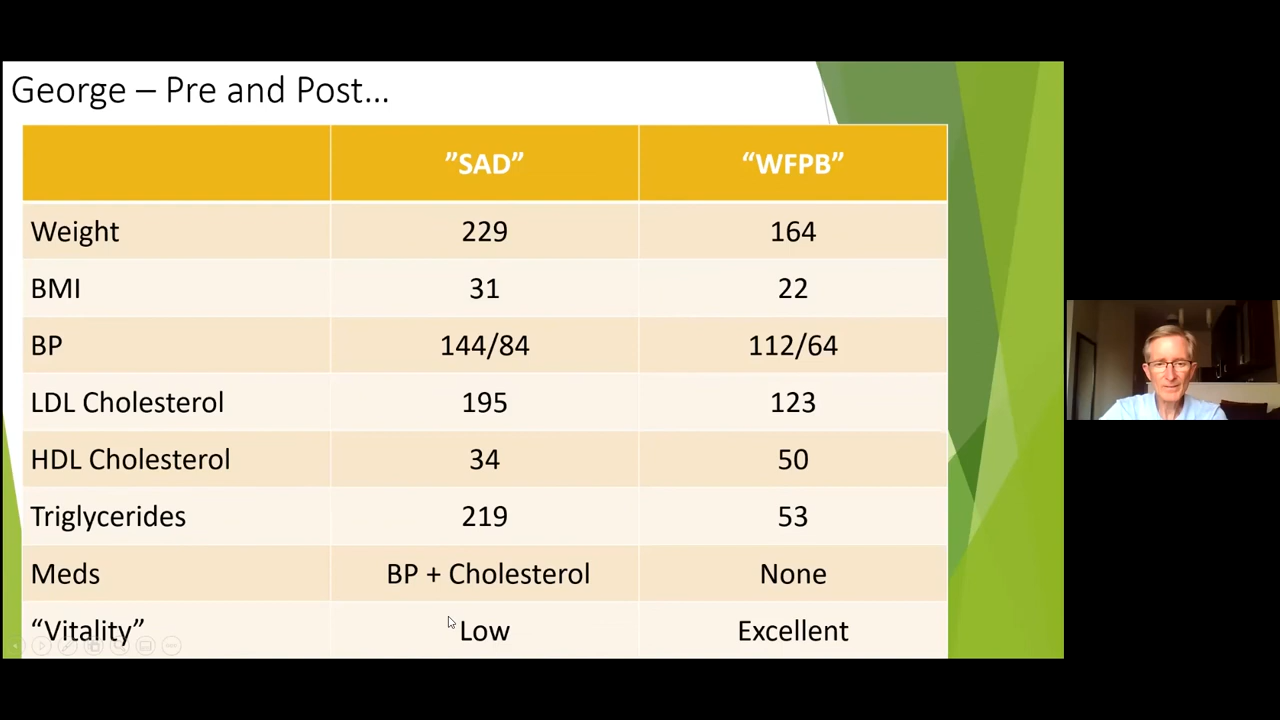 George – Pre and Post...
”SAD” “WFPB”
Weight 229 164
BMI 31 22
BP 144/84 112/64
LDL Cholesterol 195 123
HDL Cholesterol 34 50
Triglycerides 219 53
Meds BP + Cholesterol None
“Vitality” Low Excellent